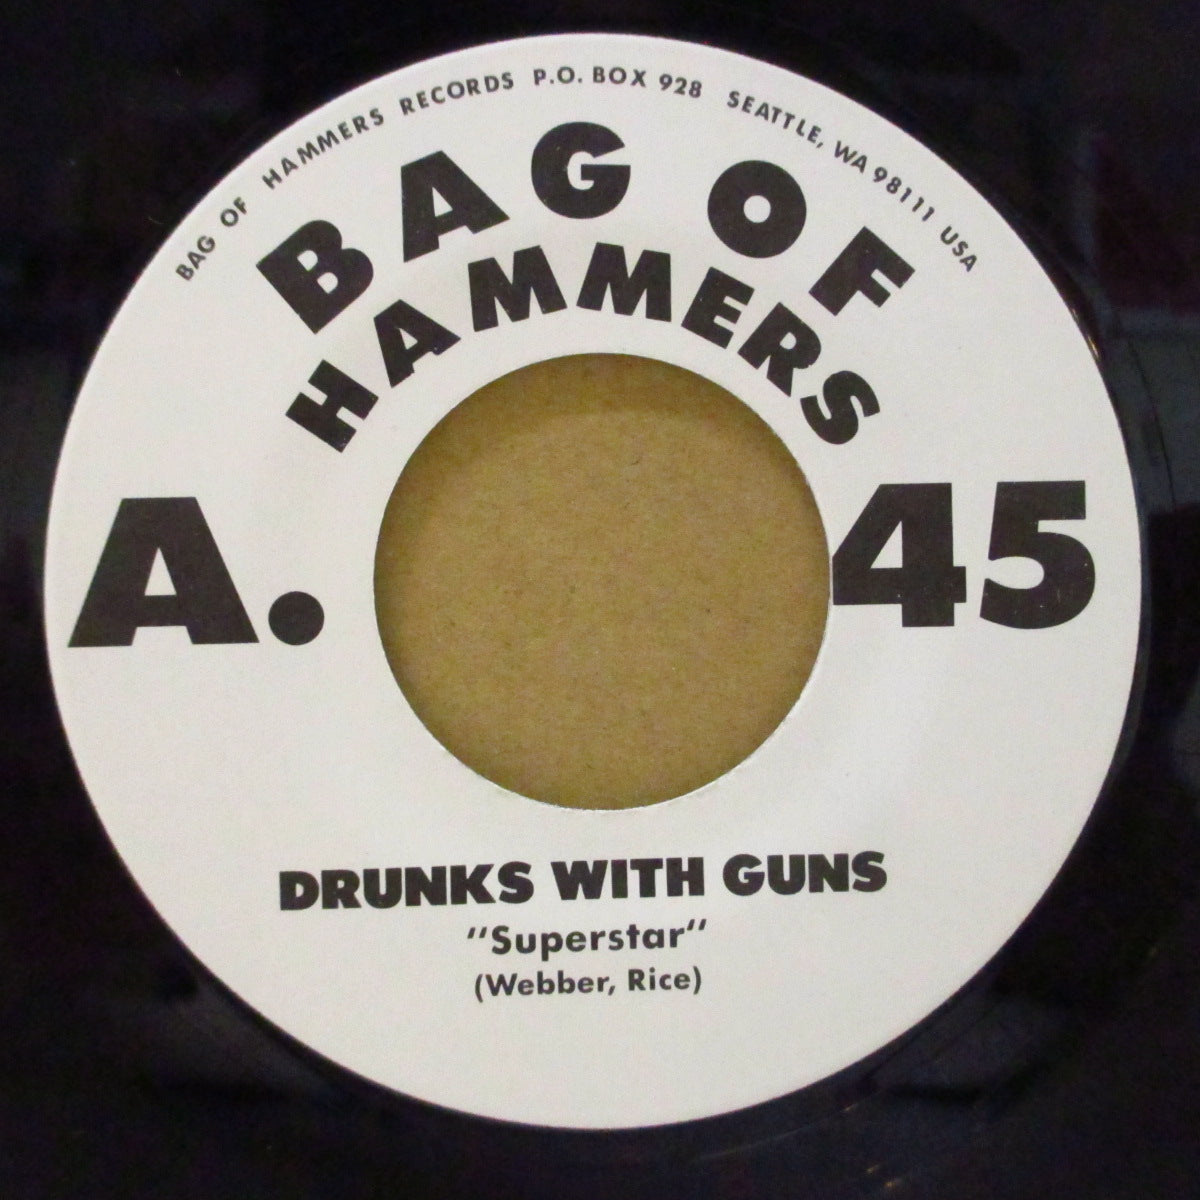 BAG OF HAMMERS RECORDS P.O. BOX 928 SEATTLE, WA 98111 USA
BAG OF
HAMMERS
A. 45
DRUNKS WITH GUNS
"Superstar"
(Webber, Rice)